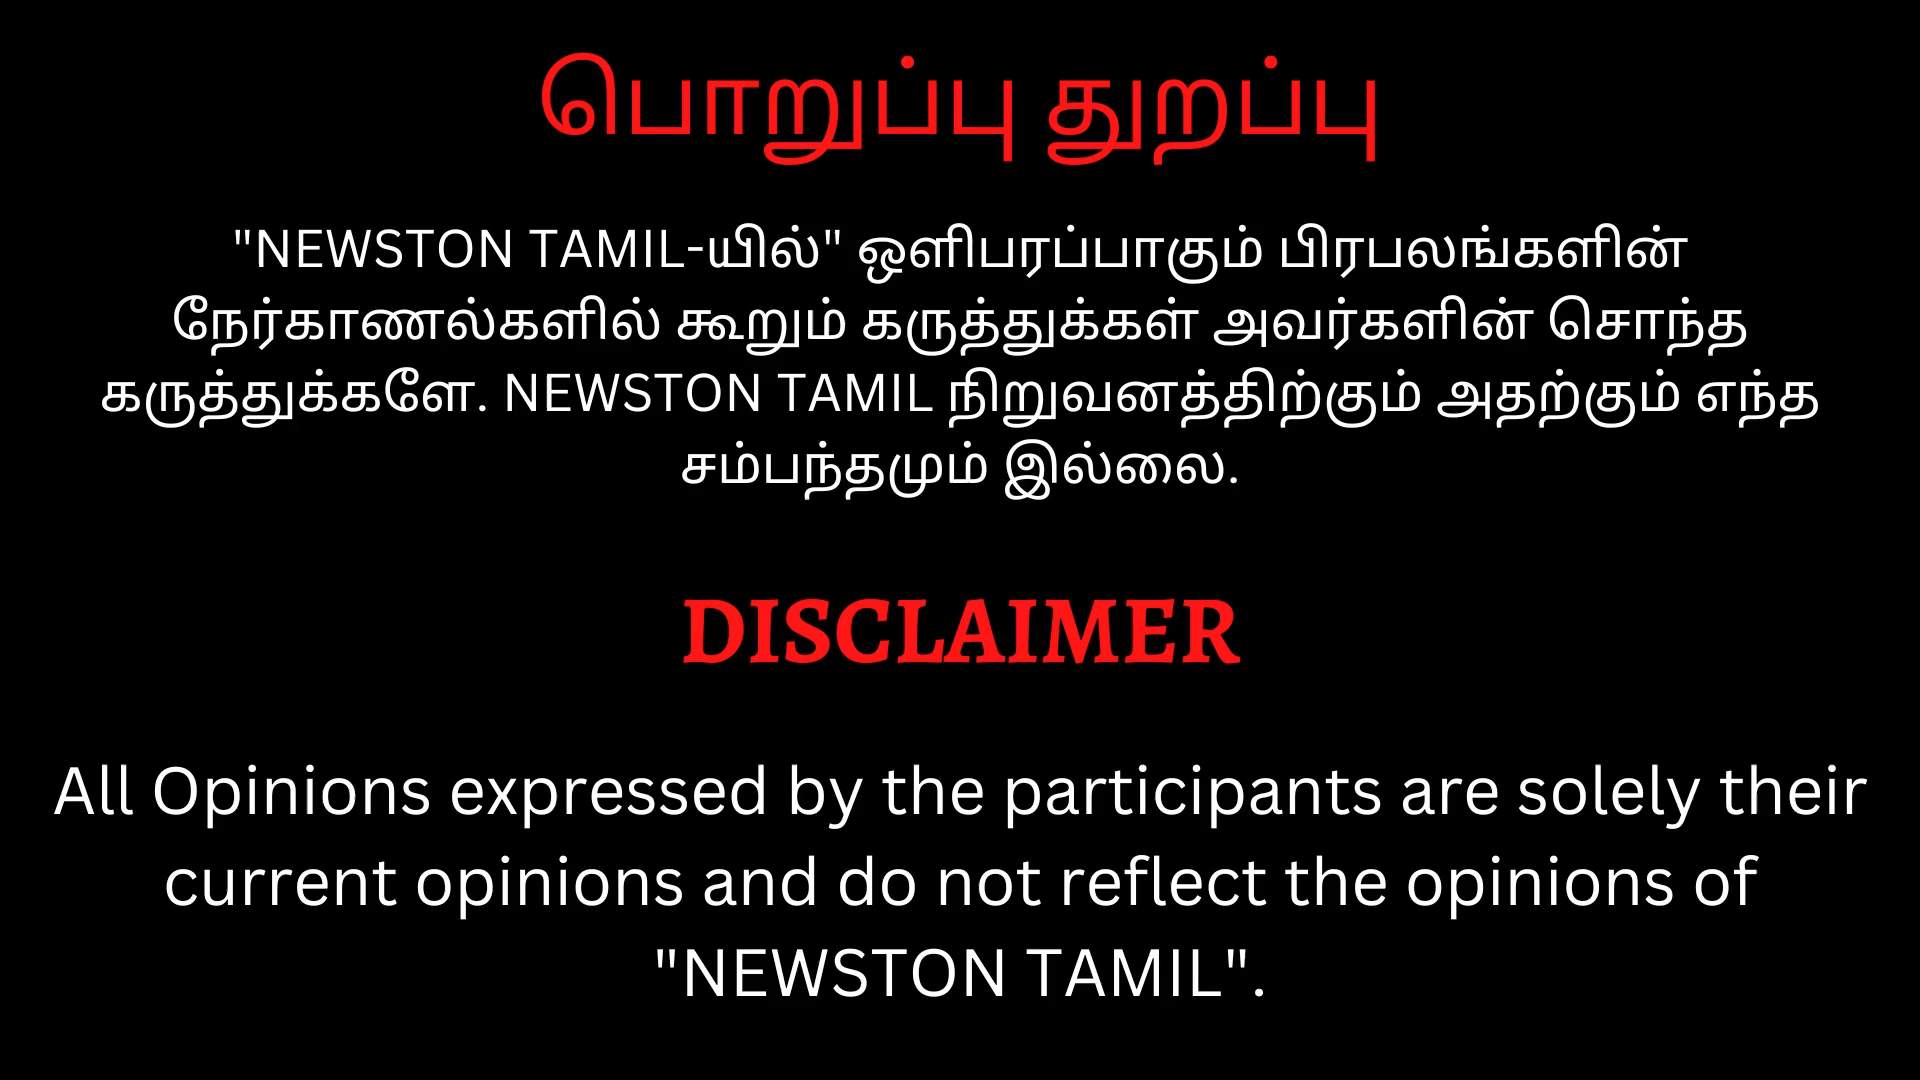 பொறுப்பு துறப்பு
"NEWSTON TAMIL-யில்" ஒளிபரப்பாகும் பிரபலங்களின்
நேர்காணல்களில் கூறும் கருத்துக்கள் அவர்களின் சொந்த
கருத்துக்களே. NEWSTON TAMIL நிறுவனத்திற்கும் அதற்கும் எந்த
சம்பந்தமும் இல்லை.
DISCLAIMER
All Opinions expressed by the participants are solely their
current opinions and do not reflect the opinions of
"NEWSTON TAMIL".